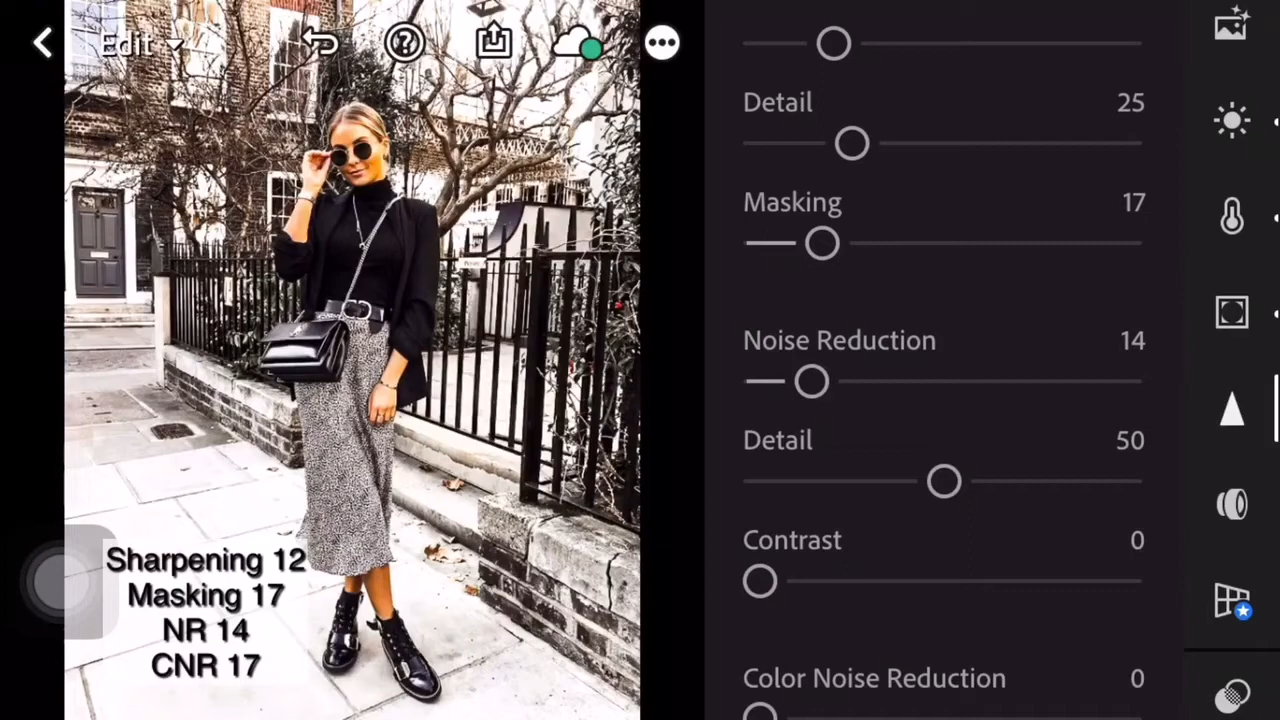 Edit
Detail 25
Masking 17
Noise Reduction 14
Detail 50
Contrast 0
Color Noise Reduction 0
Sharpening 12
Masking 17
NR 14
CNR 17